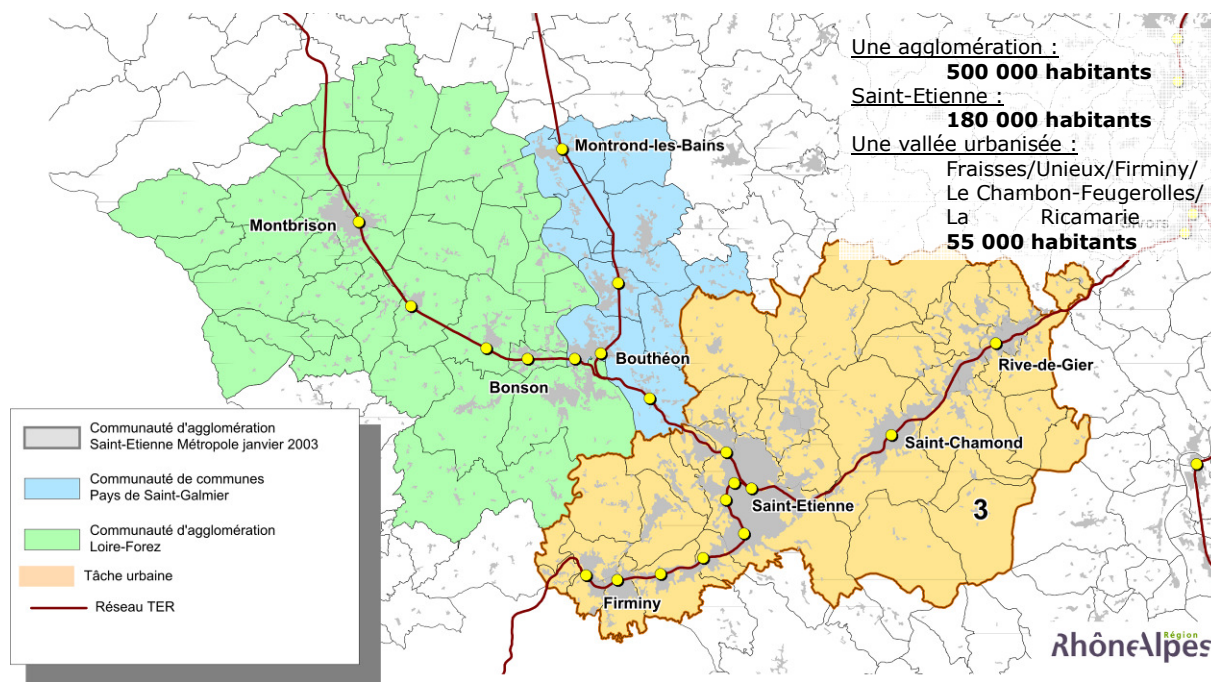 Une agglomération :
500 000 habitants
Saint-Etienne :
180 000 habitants
Une vallée urbanisée :
Fraisses/Unieux/Firminy/
Le Chambon-Feugerolles/
La Ricamarie
55 000 habitants
Montrond-les-Bains
Montbrison
Bouthéon
Bonson
Rive-de-Gier
Saint-Chamond
Saint-Etienne
3
Firminy
Communauté d'agglomération
Saint-Etienne Métropole janvier 2003
Communauté de communes
Pays de Saint-Galmier
Communauté d'agglomération
Loire-Forez
Tâche urbaine
Réseau TER
Région
RhôneAlpes